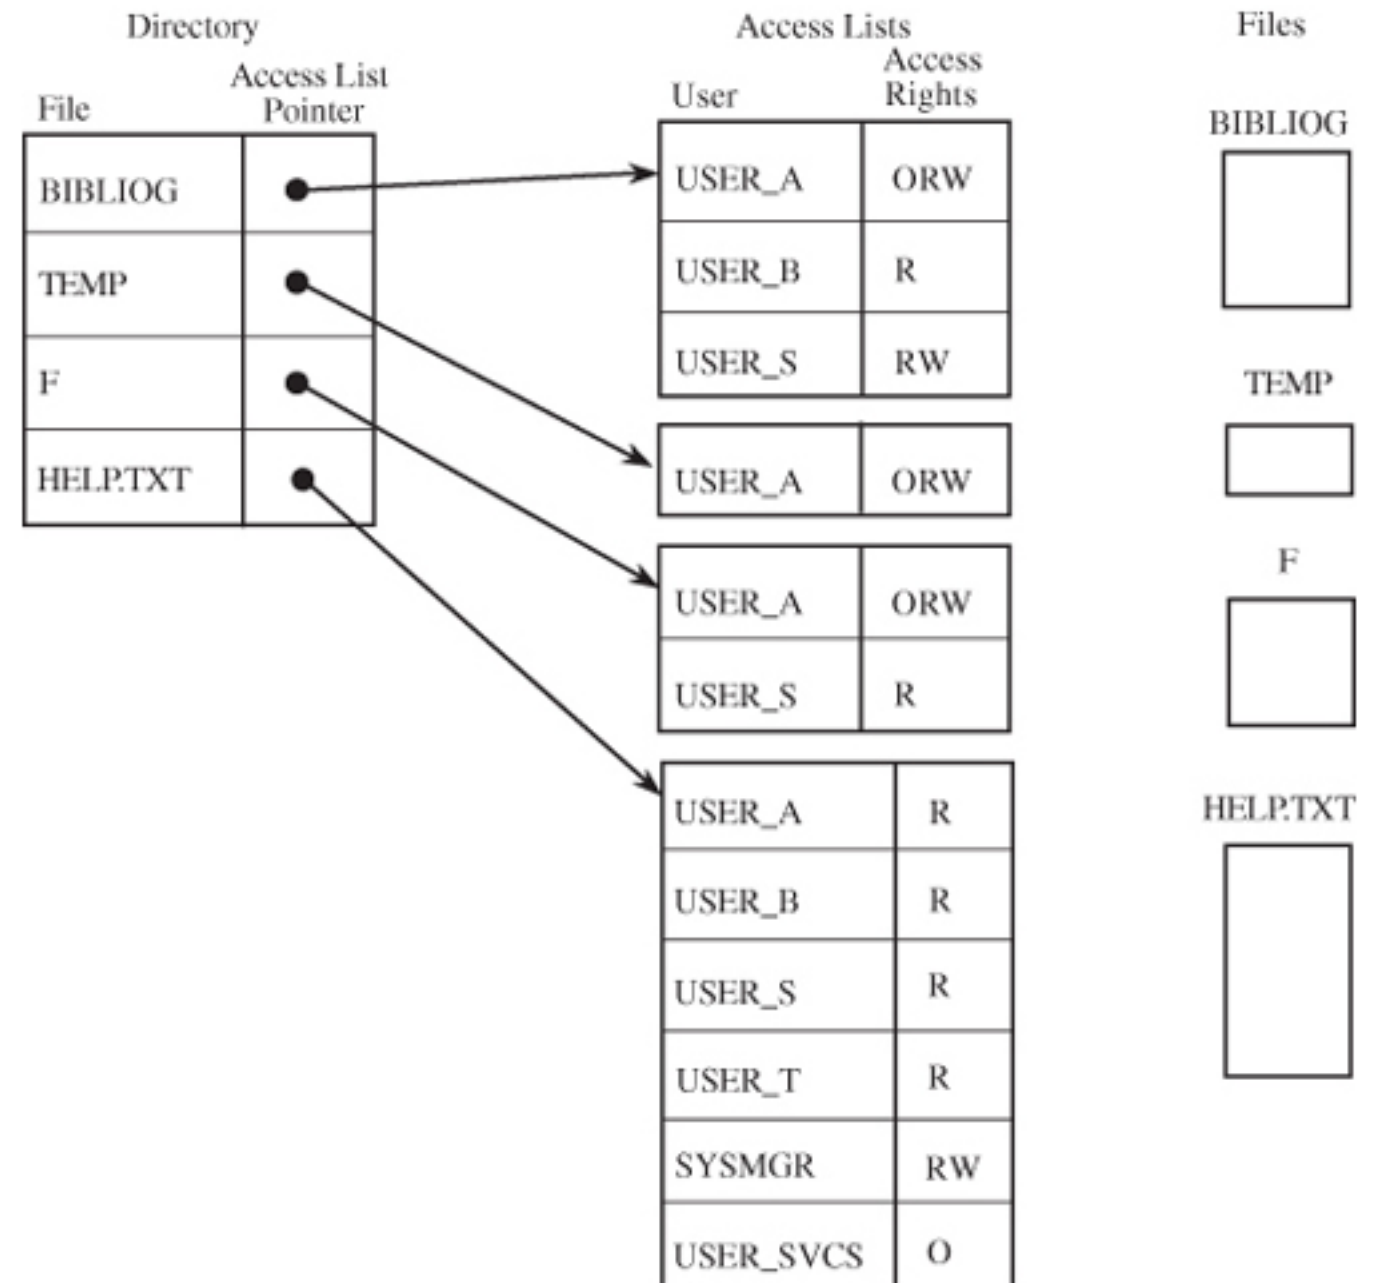 Directory
Access List
File Pointer
BIBLIOG
TEMP
F
HELP.TXT
Access Lists
Access
User Rights
USER_A ORW
USER_B R
USER_S RW
USER_A ORW
USER_A ORW
USER_S R
USER_A R
USER_B R
USER_S R
USER_T R
SYSMGR RW
USER_SVCS O
Files
BIBLIOG
TEMP
F
HELP.TXT